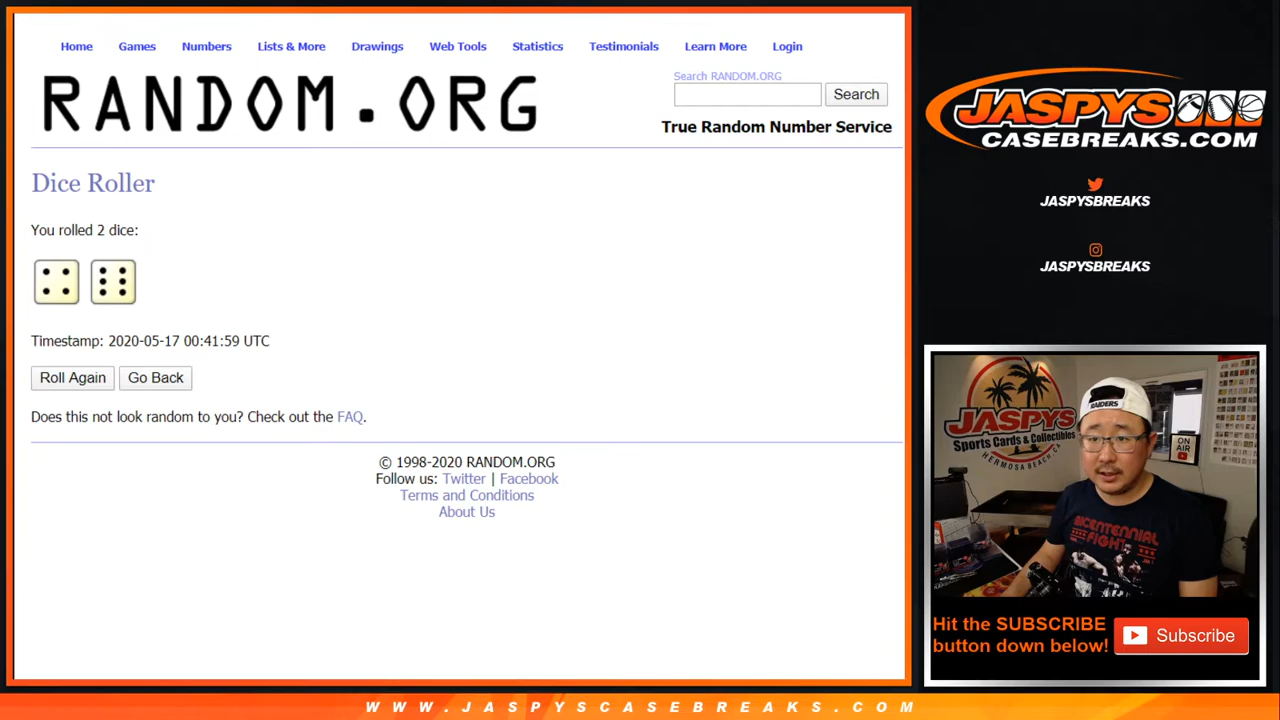 Home Games Numbers Lists & More Drawings Web Tools Statistics Testimonials Learn More Login
RANDOM.ORG
Search RANDOM.ORG
Search
True Random Number Service
Dice Roller
You rolled 2 dice:
Timestamp: 2020-05-17 00:41:59 UTC
Roll Again Go Back
Does this not look random to you? Check out the FAQ.
© 1998-2020 RANDOM.ORG
Follow us: Twitter | Facebook
Terms and Conditions
About Us
JASPYS
CASEBREAKS.COM
JASPYSBREAKS
JASPYSBREAKS
JASPYS
Sports Cards & Collectibles
HERMOSA BEACH, CA
RAIDERS
ON AIR
BICENTENNIAL
FIGHT
Hit the SUBSCRIBE
button down below!
Subscribe
WWW.JASPYSCASEBREAKS.COM